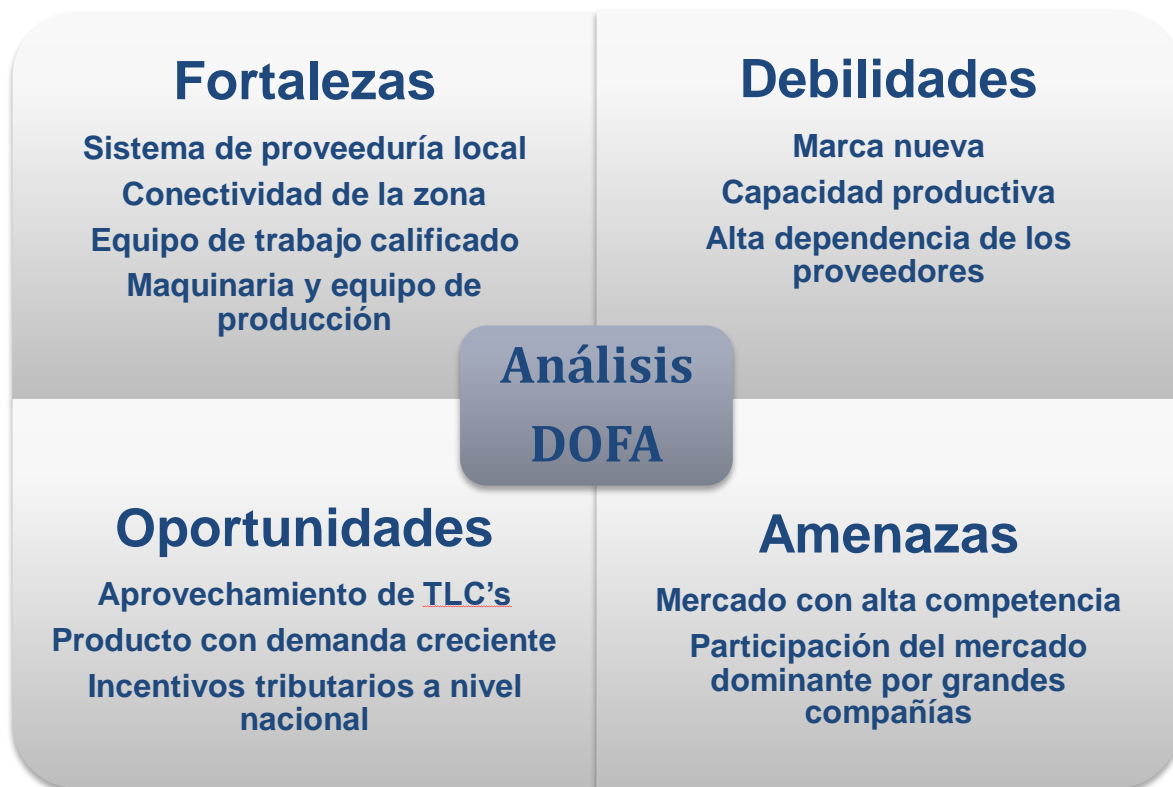 Fortalezas
Sistema de proveeduría local
Conectividad de la zona
Equipo de trabajo calificado
Maquinaria y equipo de
producción
Debilidades
Marca nueva
Capacidad productiva
Alta dependencia de los
proveedores
Análisis
DOFA
Oportunidades
Aprovechamiento de TLC’s
Producto con demanda creciente
Incentivos tributarios a nivel
nacional
Amenazas
Mercado con alta competencia
Participación del mercado
dominante por grandes
compañías